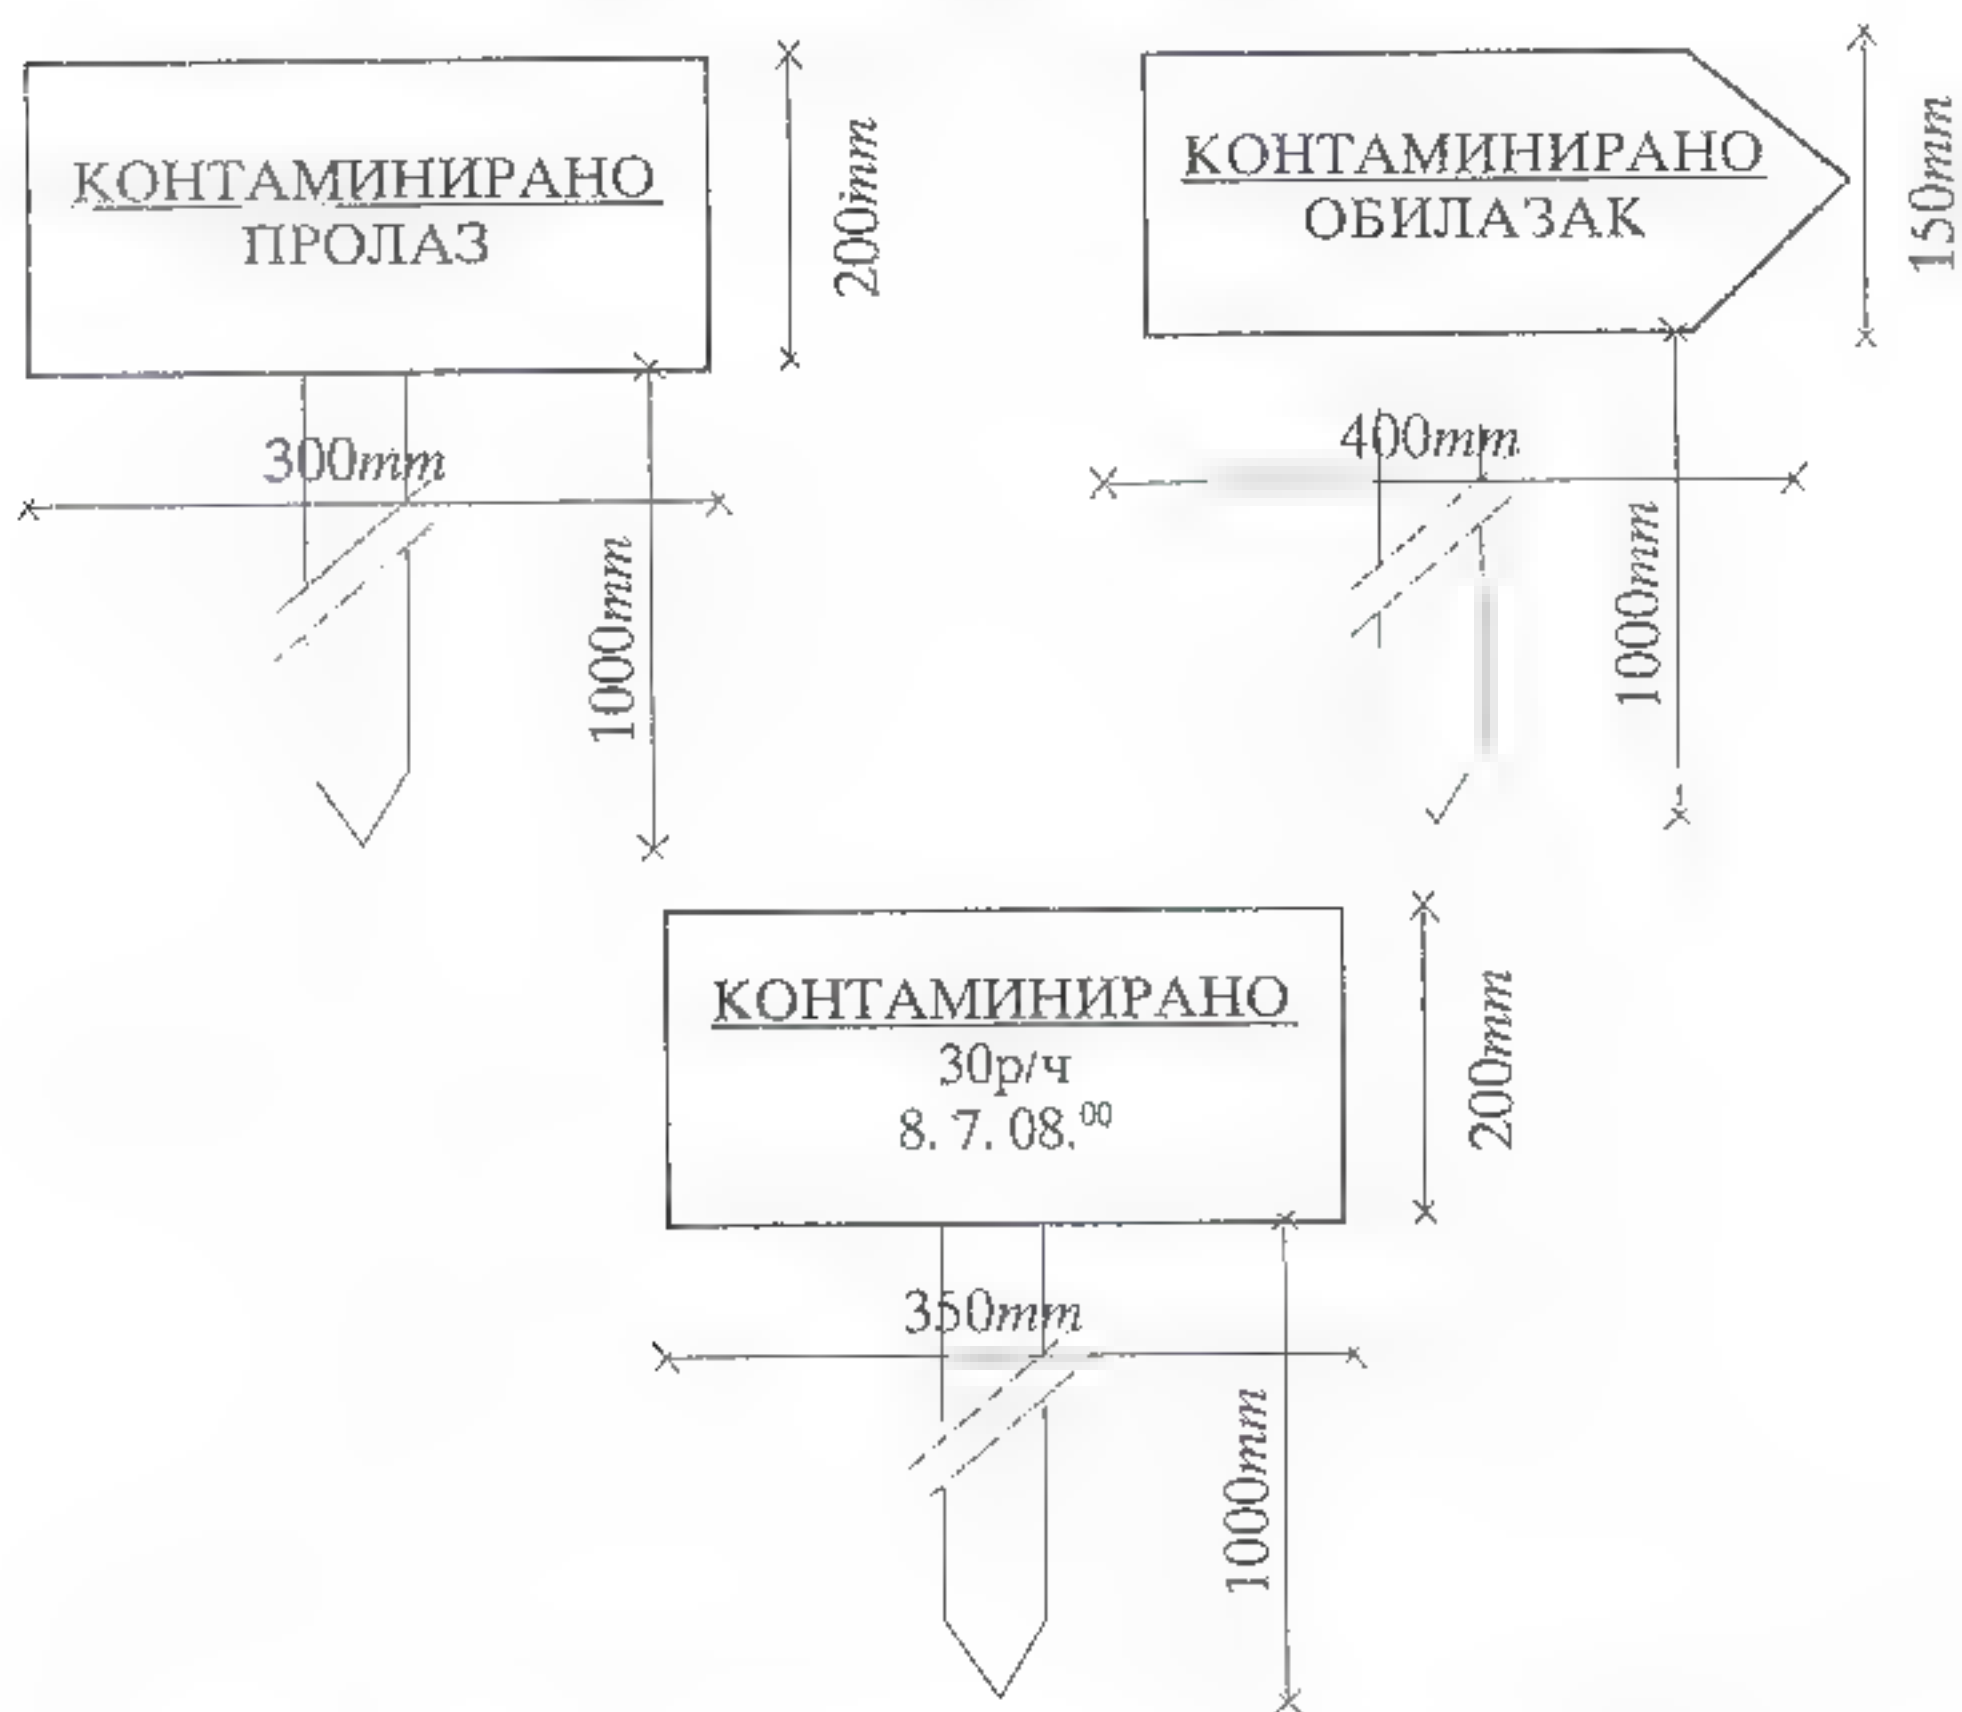 КОНТАМИНИРАНО
ПРОЛАЗ
200mm
300mm
1000mm
КОНТАМИНИРАНО
ОБИЛАЗАК
150mm
400mm
1000mm
КОНТАМИНИРАНО
30р/ч
8. 7. 08.⁰⁰
200mm
350mm
1000mm